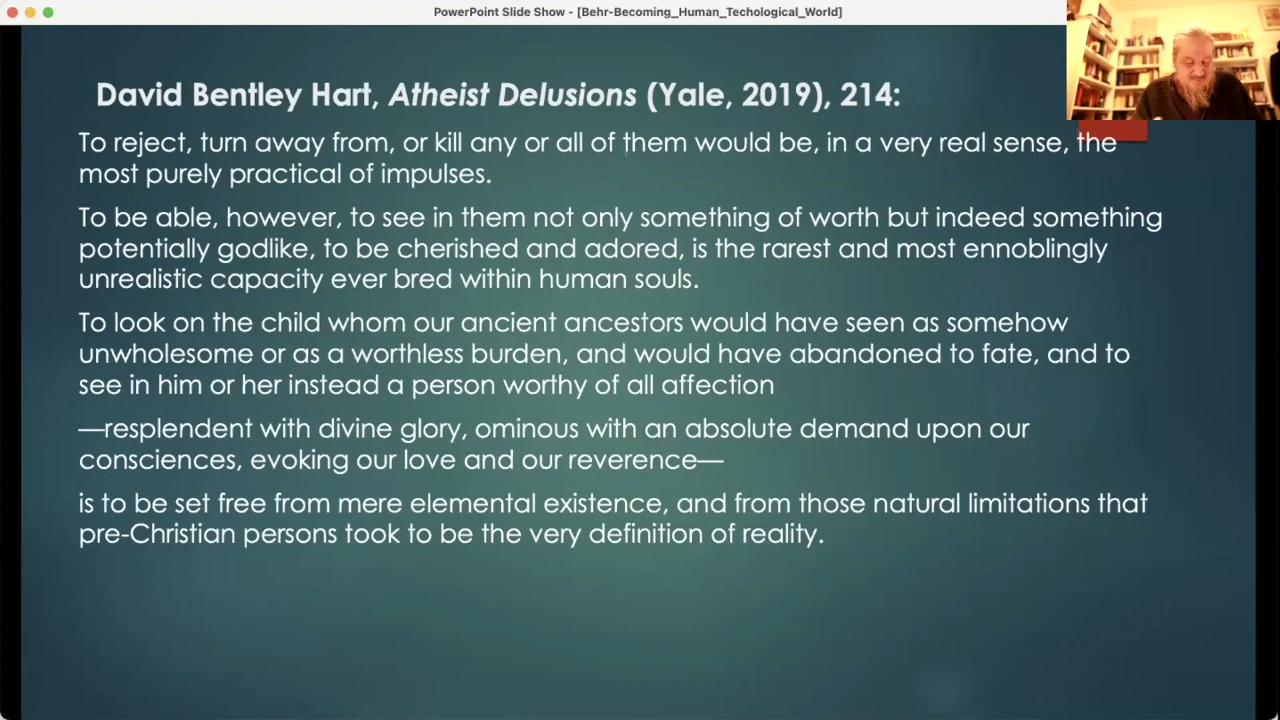 PowerPoint Slide Show - [Behr-Becoming_Human_Techological_World]
David Bentley Hart, Atheist Delusions (Yale, 2019), 214:
To reject, turn away from, or kill any or all of them would be, in a very real sense, the
most purely practical of impulses.
To be able, however, to see in them not only something of worth but indeed something
potentially godlike, to be cherished and adored, is the rarest and most ennoblingly
unrealistic capacity ever bred within human souls.
To look on the child whom our ancient ancestors would have seen as somehow
unwholesome or as a worthless burden, and would have abandoned to fate, and to
see in him or her instead a person worthy of all affection
—resplendent with divine glory, ominous with an absolute demand upon our
consciences, evoking our love and our reverence—
is to be set free from mere elemental existence, and from those natural limitations that
pre-Christian persons took to be the very definition of reality.